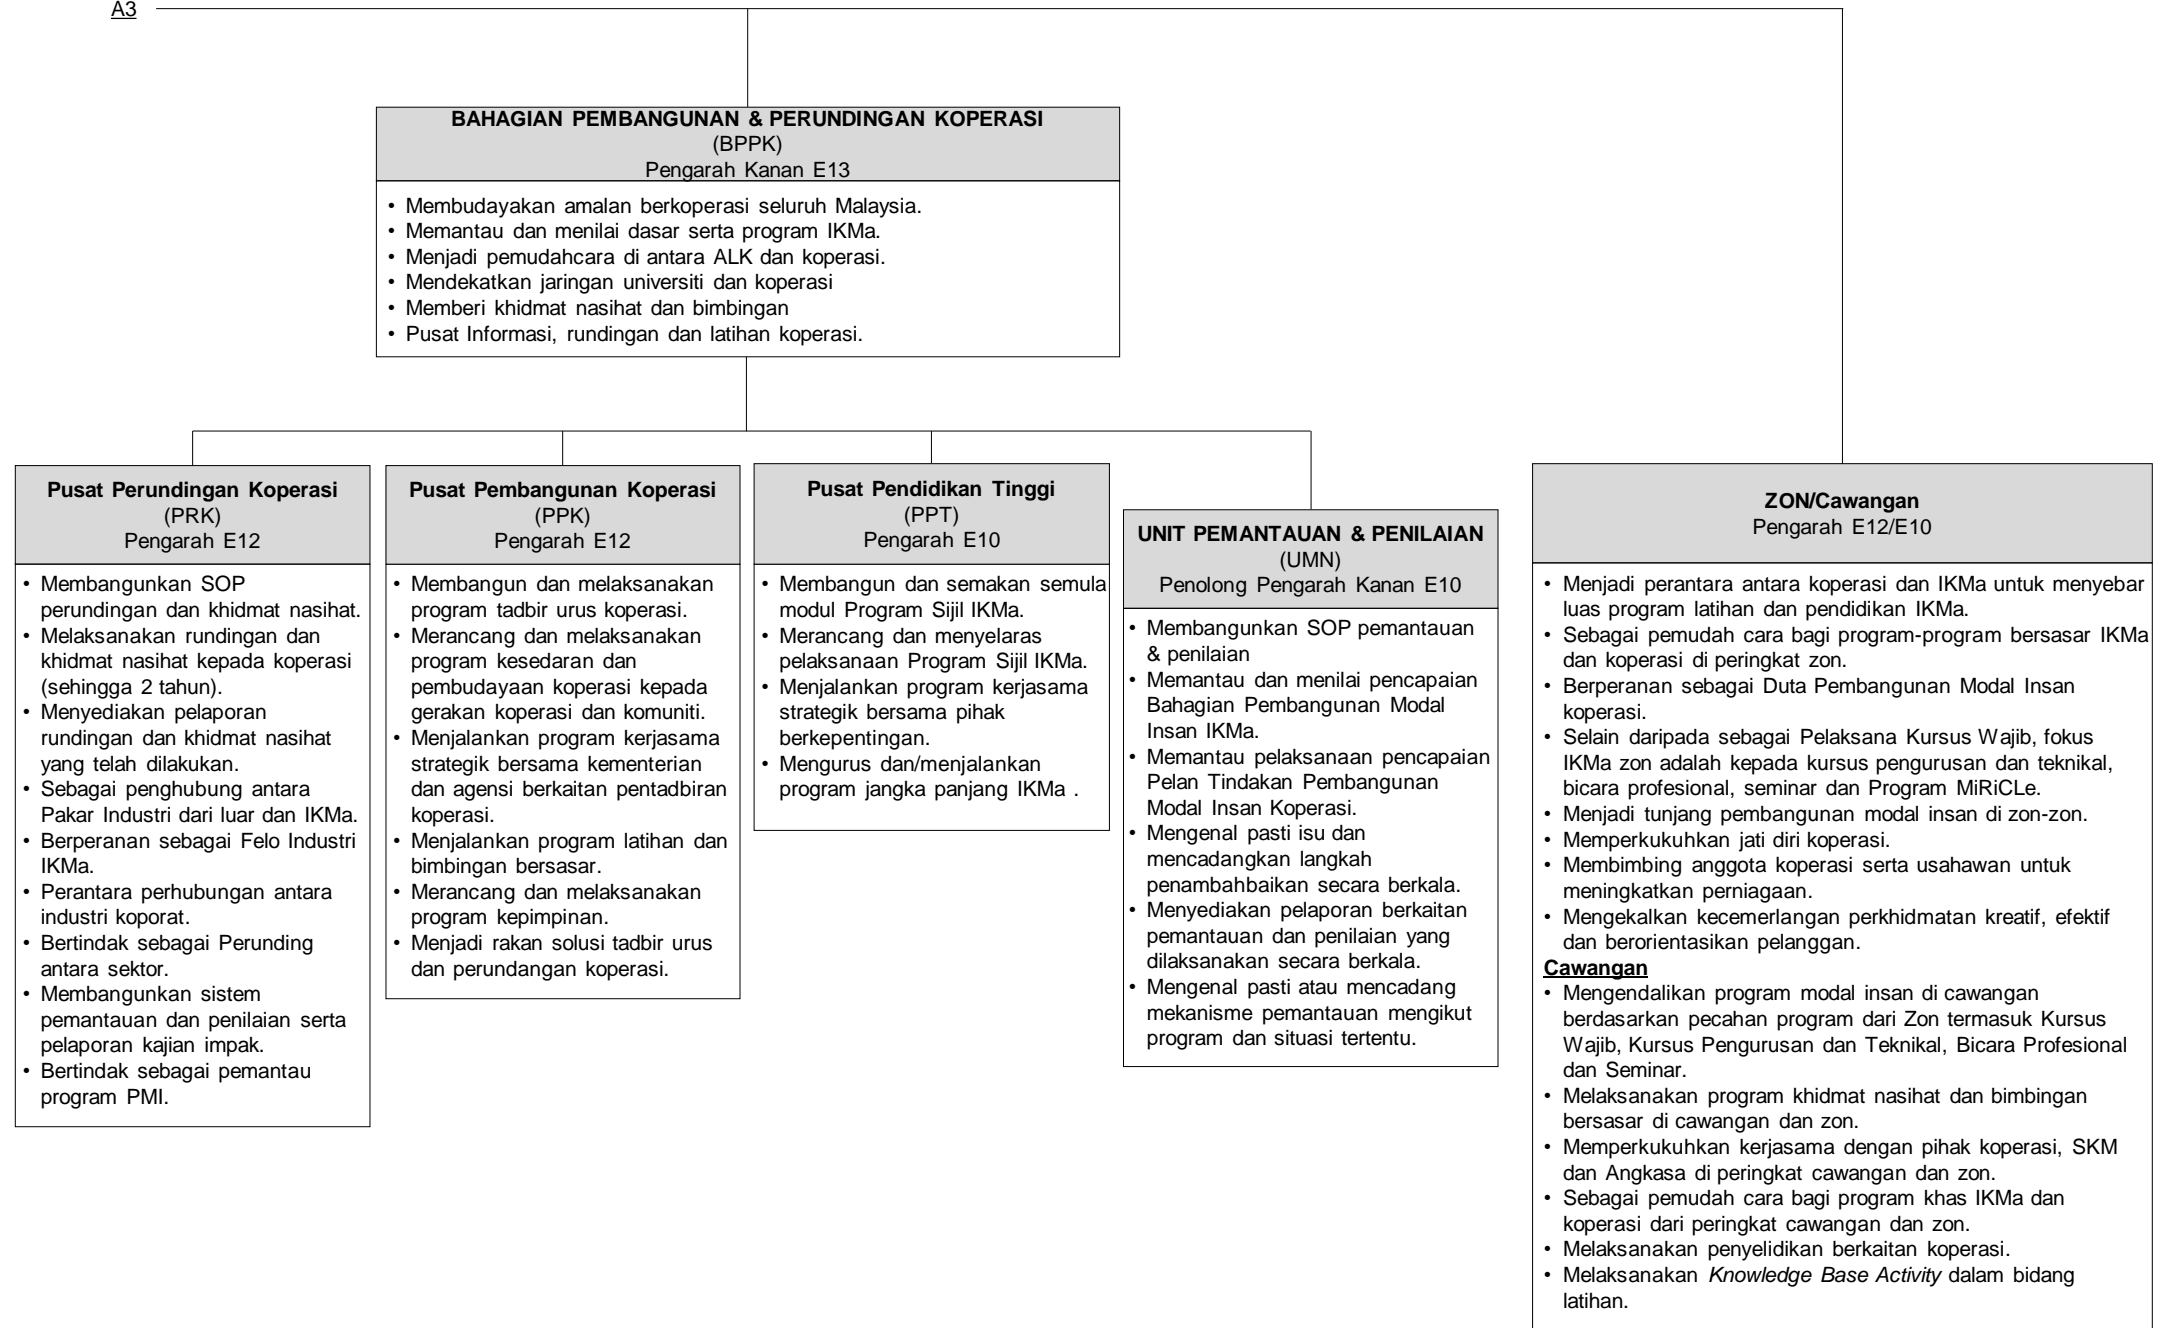 A3
BAHAGIAN PEMBANGUNAN & PERUNDINGAN KOPERASI
(BPPK)
Pengarah Kanan E13
• Membudayakan amalan berkoperasi seluruh Malaysia.
• Memantau dan menilai dasar serta program IKMa.
• Menjadi pemudahcara di antara ALK dan koperasi.
• Mendekatkan jaringan universiti dan koperasi
• Memberi khidmat nasihat dan bimbingan
• Pusat Informasi, rundingan dan latihan koperasi.
Pusat Perundingan Koperasi
(PRK)
Pengarah E12
• Membangunkan SOP
perundingan dan khidmat nasihat.
• Melaksanakan rundingan dan
khidmat nasihat kepada koperasi
(sehingga 2 tahun).
• Menyediakan pelaporan
rundingan dan khidmat nasihat
yang telah dilakukan.
• Sebagai penghubung antara
Pakar Industri dari luar dan IKMa.
• Berperanan sebagai Felo Industri
IKMa.
• Perantara perhubungan antara
industri koporat.
• Bertindak sebagai Perunding
antara sektor.
• Membangunkan sistem
pemantauan dan penilaian serta
pelaporan kajian impak.
• Bertindak sebagai pemantau
program PMI.
Pusat Pembangunan Koperasi
(PPK)
Pengarah E12
• Membangun dan melaksanakan
program tadbir urus koperasi.
• Merancang dan melaksanakan
program kesedaran dan
pembudayaan koperasi kepada
gerakan koperasi dan komuniti.
• Menjalankan program kerjasama
strategik bersama kementerian
dan agensi berkaitan pentadbiran
koperasi.
• Menjalankan program latihan dan
bimbingan bersasar.
• Merancang dan melaksanakan
program kepimpinan.
• Menjadi rakan solusi tadbir urus
dan perundangan koperasi.
Pusat Pendidikan Tinggi
(PPT)
Pengarah E10
• Membangun dan semakan semula
modul Program Sijil IKMa.
• Merancang dan menyelaras
pelaksanaan Program Sijil IKMa.
• Menjalankan program kerjasama
strategik bersama pihak
berkepentingan.
• Mengurus dan/menjalankan
program jangka panjang IKMa .
UNIT PEMANTAUAN & PENILAIAN
(UMN)
Penolong Pengarah Kanan E10
• Membangunkan SOP pemantauan
& penilaian
• Memantau dan menilai pencapaian
Bahagian Pembangunan Modal
Insan IKMa.
• Memantau pelaksanaan pencapaian
Pelan Tindakan Pembangunan
Modal Insan Koperasi.
• Mengenal pasti isu dan
mencadangkan langkah
penambahbaikan secara berkala.
• Menyediakan pelaporan berkaitan
pemantauan dan penilaian yang
dilaksanakan secara berkala.
• Mengenal pasti atau mencadang
mekanisme pemantauan mengikut
program dan situasi tertentu.
ZON/Cawangan
Pengarah E12/E10
• Menjadi perantara antara koperasi dan IKMa untuk menyebar
luas program latihan dan pendidikan IKMa.
• Sebagai pemudah cara bagi program-program bersasar IKMa
dan koperasi di peringkat zon.
• Berperanan sebagai Duta Pembangunan Modal Insan
koperasi.
• Selain daripada sebagai Pelaksana Kursus Wajib, fokus
IKMa zon adalah kepada kursus pengurusan dan teknikal,
bicara profesional, seminar dan Program MiRiCLe.
• Menjadi tunjang pembangunan modal insan di zon-zon.
• Memperkukuhkan jati diri koperasi.
• Membimbing anggota koperasi serta usahawan untuk
meningkatkan perniagaan.
• Mengekalkan kecemerlangan perkhidmatan kreatif, efektif
dan berorientasikan pelanggan.
Cawangan
• Mengendalikan program modal insan di cawangan
berdasarkan pecahan program dari Zon termasuk Kursus
Wajib, Kursus Pengurusan dan Teknikal, Bicara Profesional
dan Seminar.
• Melaksanakan program khidmat nasihat dan bimbingan
bersasar di cawangan dan zon.
• Memperkukuhkan kerjasama dengan pihak koperasi, SKM
dan Angkasa di peringkat cawangan dan zon.
• Sebagai pemudah cara bagi program khas IKMa dan
koperasi dari peringkat cawangan dan zon.
• Melaksanakan penyelidikan berkaitan koperasi.
• Melaksanakan Knowledge Base Activity dalam bidang
latihan.